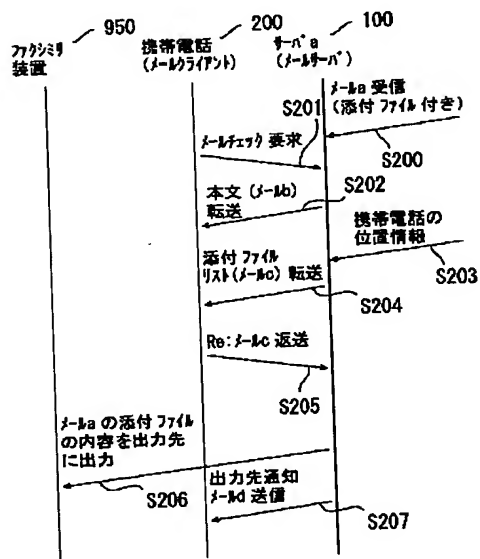 950
ファクシミリ
装置
200
携帯電話
(メールクライアント)
100
サーバa
(メールサーバ)
メールa 受信
(添付ファイル付き)
S200
S201
メールチェック要求
S202
本文(メールb)
転送
携帯電話の
位置情報
S203
添付ファイル
リスト(メールc) 転送
S204
Re:メールc 返送
S205
メールa の添付ファイル
の内容を出力先
に出力
S206
出力先通知
メールd 送信
S207